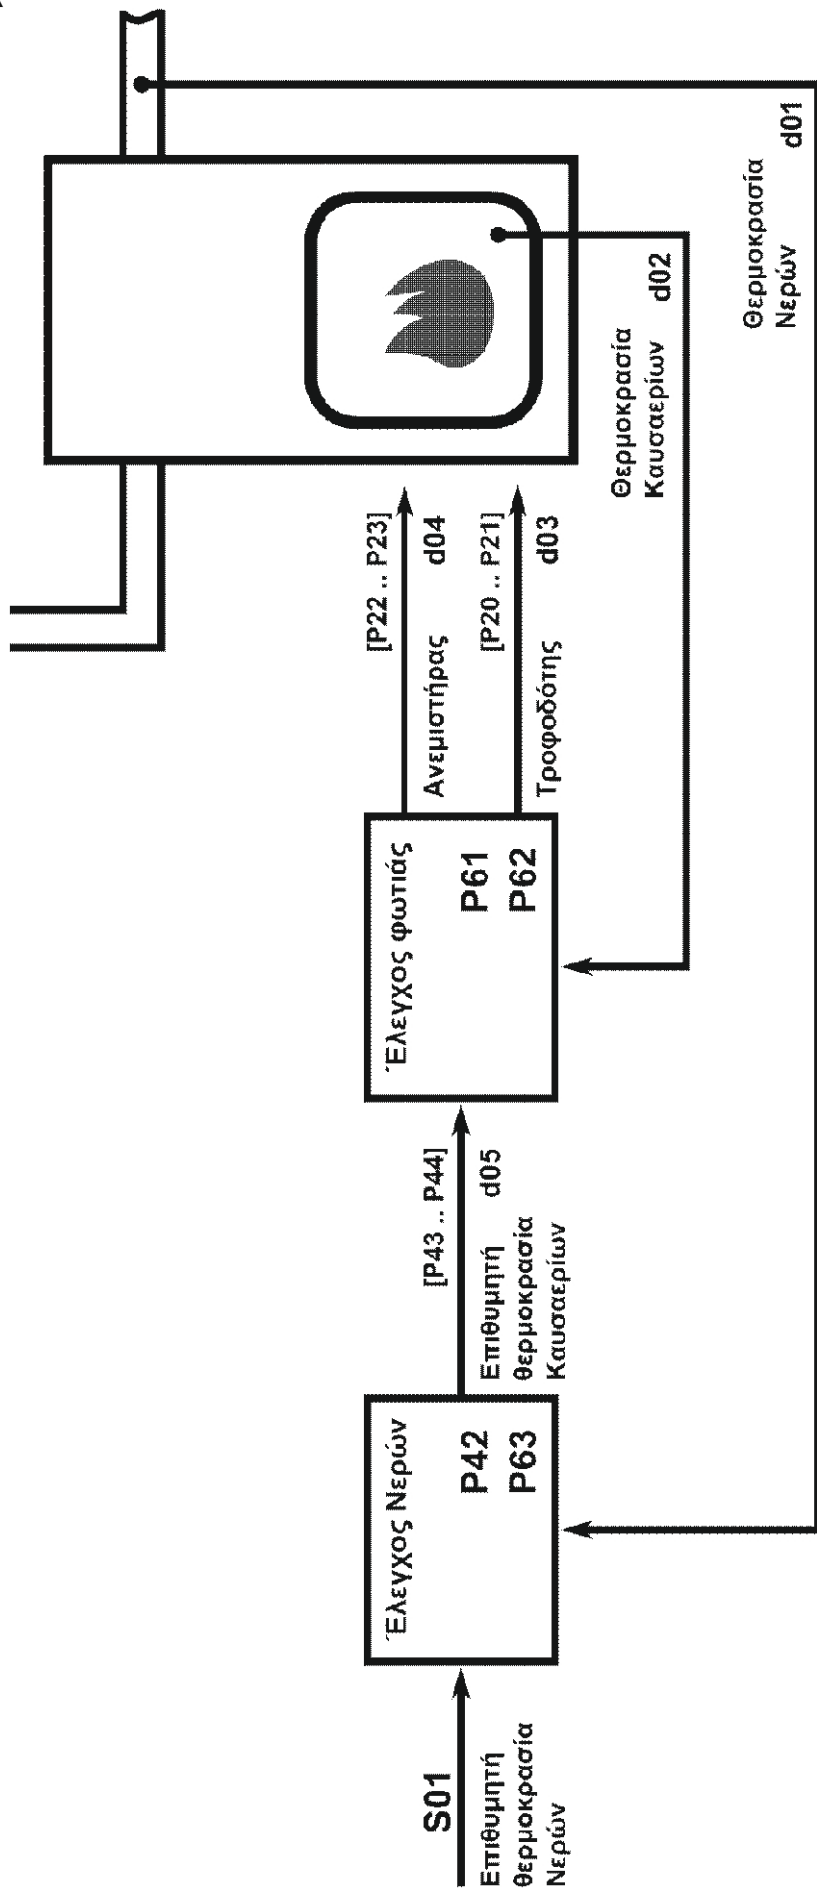 S01
Επιθυμητή
θερμοκρασία
Νερών
Έλεγχος Νερών
P42
P63
[P43 .. P44]
d05
Επιθυμητή
θερμοκρασία
Καυσαερίων
Έλεγχος φωτιάς
P61
P62
[P22 .. P23]
Ανεμιστήρας d04
[P20 .. P21]
Τροφοδότης d03
Θερμοκρασία
Καυσαερίων d02
Θερμοκρασία
Νερών d01